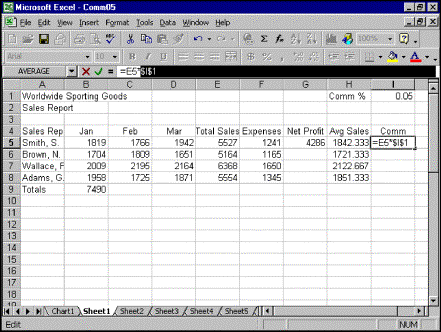 Microsoft Excel - Comm05
File Edit View Insert Format Tools Data Window Help
Arial 10 B I U
AVERAGE =E5*$I$1
A B C D E F G H I
1 Worldwide Sporting Goods Comm % 0.05
2 Sales Report
3
4 Sales Rep Jan Feb Mar Total Sales Expenses Net Profit Avg Sales Comm
5 Smith, S. 1819 1766 1942 5527 1241 4286 1842.333 =E5*$I$1
6 Brown, N. 1704 1809 1651 5164 1165 1721.333
7 Wallace, F 2009 2195 2164 6368 1650 2122.667
8 Adams, G. 1958 1725 1871 5554 1345 1851.333
9 Totals 7490
10
11
12
13
14
15
16
17
18
19
Chart1 Sheet1 Sheet2 Sheet3 Sheet4 Sheet5
Edit NUM